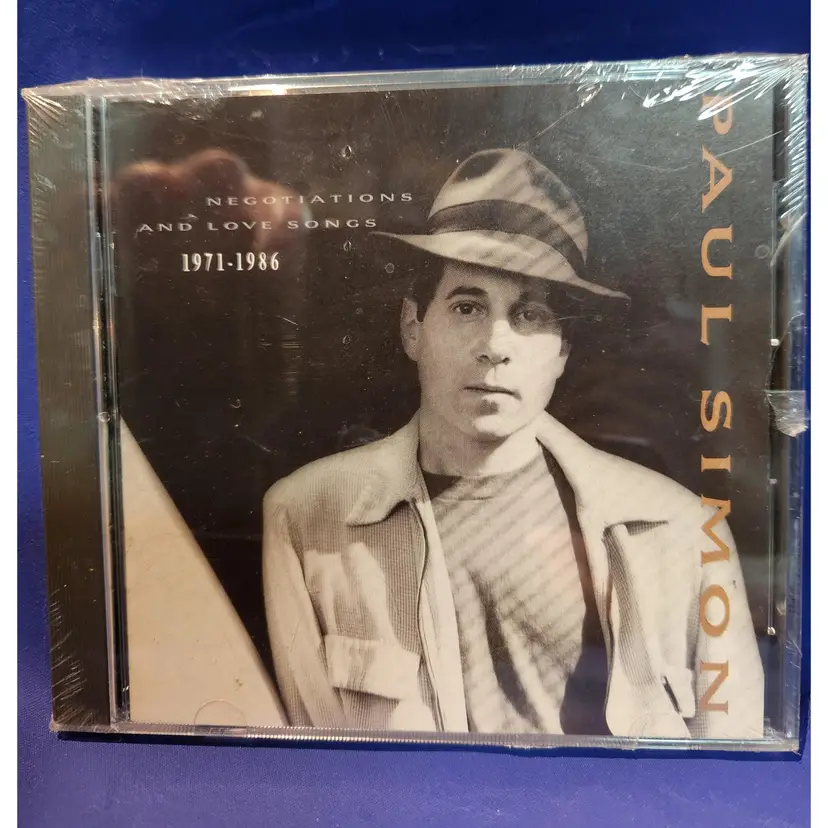 NEGOTIATIONS
AND LOVE SONGS
1971-1986
PAUL SIMON